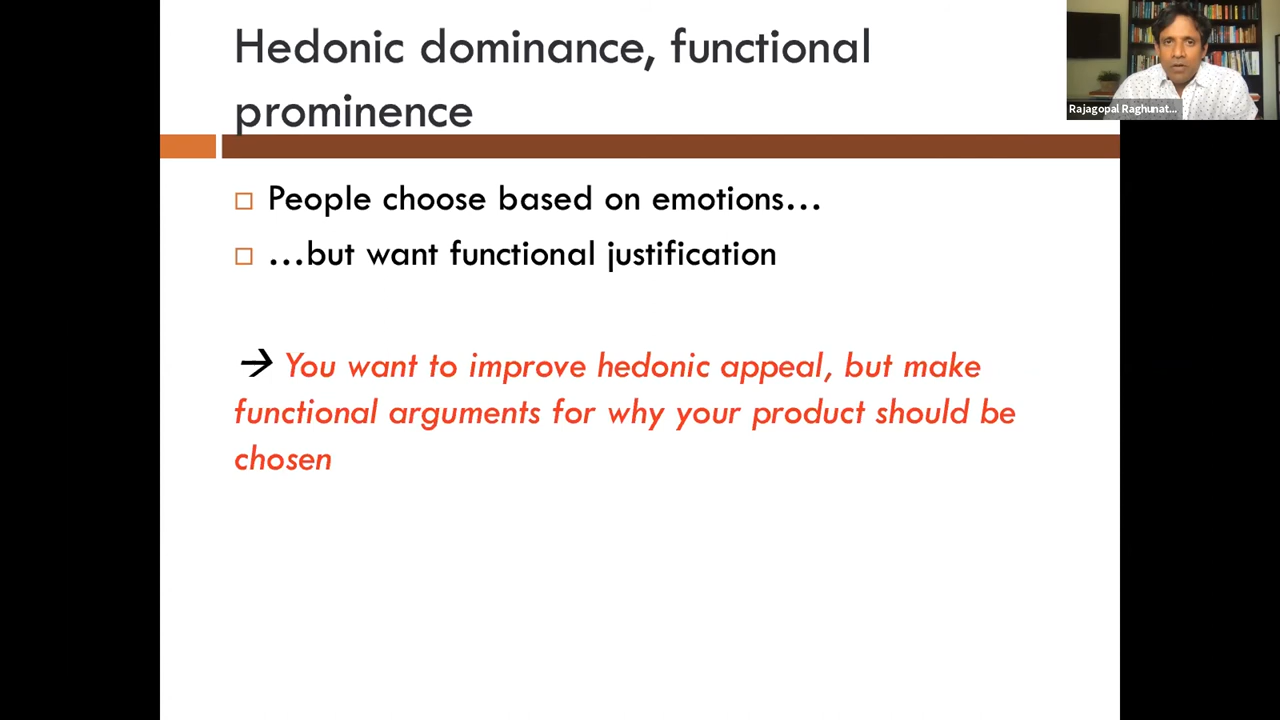 Hedonic dominance, functional
prominence
Rajagopal Raghunat...
People choose based on emotions...
...but want functional justification
→ You want to improve hedonic appeal, but make
functional arguments for why your product should be
chosen